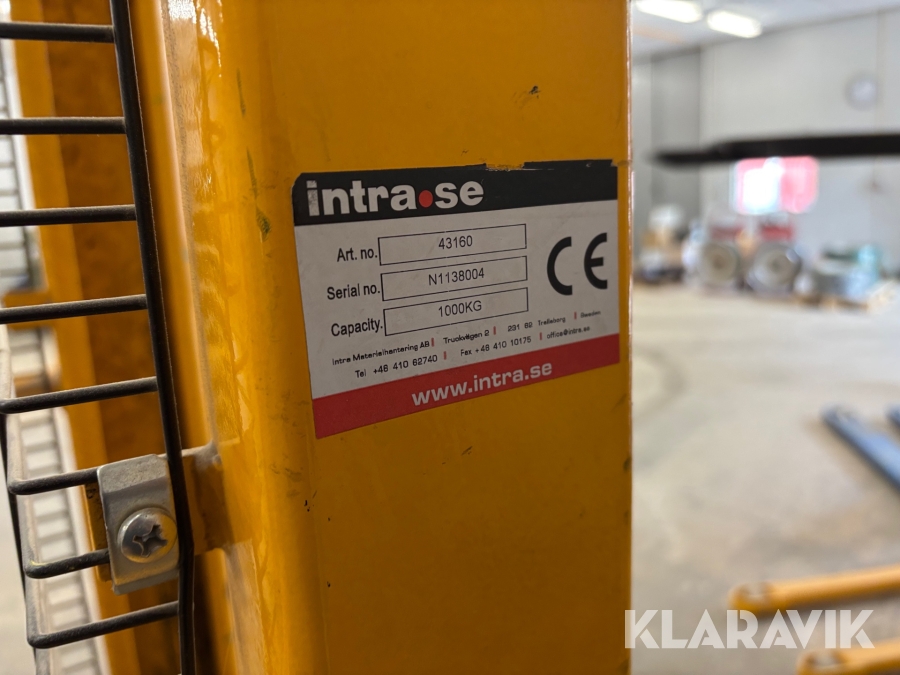 intra.se
Art. no. 43160
Serial no. N1138004
Capacity. 1000KG
CE
Intra Materialhantering AB | Truckvägen 2 | 231 62 Trelleborg | Sweden
Tel +46 410 62740 | Fax +46 410 10175 | office@intra.se
www.intra.se
KLARAVIK